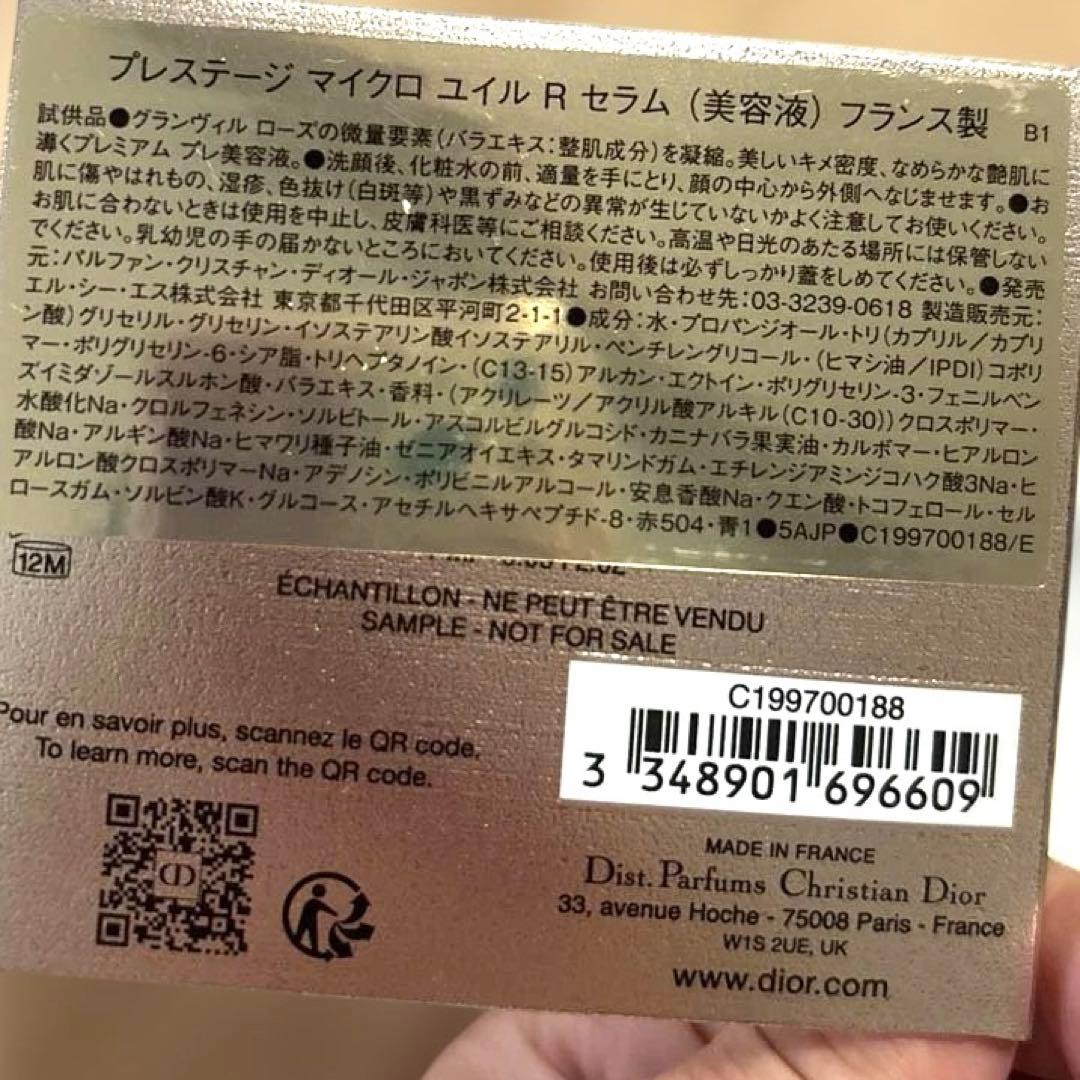 プレステージ マイクロ ユイル R セラム（美容液）フランス製 B1
試供品●グランヴィル ローズの微量要素（バラエキス：整肌成分）を凝縮。美しいキメ密度、なめらかな艶肌に
導くプレミアム プレ美容液。●洗顔後、化粧水の前、適量を手にとり、顔の中心から外側へなじませます。●お
肌に傷やはれもの、湿疹、色抜け（白斑等）や黒ずみなどの異常が生じていないかよく注意してお使いください。
お肌に合わないときは使用を中止し、皮膚科医等にご相談ください。高温や日光のあたる場所には保管しない
でください。乳幼児の手の届かないところにおいてください。使用後は必ずしっかり蓋をしめてください。●発売
元：パルファン・クリスチャン・ディオール・ジャポン株式会社 お問い合わせ先：03-3239-0618 製造販売元：
エル・シー・エス株式会社 東京都千代田区平河町2-1-1●成分：水・プロパンジオール・トリ（カプリル／カプリ
ン酸）グリセリル・グリセリン・イソステアリン酸イソステアリル・ペンチレングリコール・（ヒマシ油／IPDI）コポリ
マー・ポリグリセリン-6・シア脂・トリヘプタノイン・（C13-15）アルカン・エクトイン・ポリグリセリン-3・フェニルベン
ズイミダゾールスルホン酸・バラエキス・香料・（アクリレーツ／アクリル酸アルキル（C10-30））クロスポリマー・
水酸化Na・クロルフェネシン・ソルビトール・アスコルビルグルコシド・カニナバラ果実油・カルボマー・ヒアルロン
酸Na・アルギン酸Na・ヒマワリ種子油・ゼニアオイエキス・タマリンドガム・エチレンジアミンジコハク酸3Na・ヒ
アルロン酸クロスポリマーNa・アデノシン・ポリビニルアルコール・安息香酸Na・クエン酸・トコフェロール・セル
ロースガム・ソルビン酸K・グルコース・アセチルヘキサペプチド-8・赤504・青1●5AJP●C199700188/E
12M
ÉCHANTILLON - NE PEUT ÊTRE VENDU
SAMPLE - NOT FOR SALE
C199700188
3 348901 696609
Pour en savoir plus, scannez le QR code.
To learn more, scan the QR code.
CD
MADE IN FRANCE
Dist. Parfums Christian Dior
33, avenue Hoche - 75008 Paris - France
W1S 2UE, UK
www.dior.com